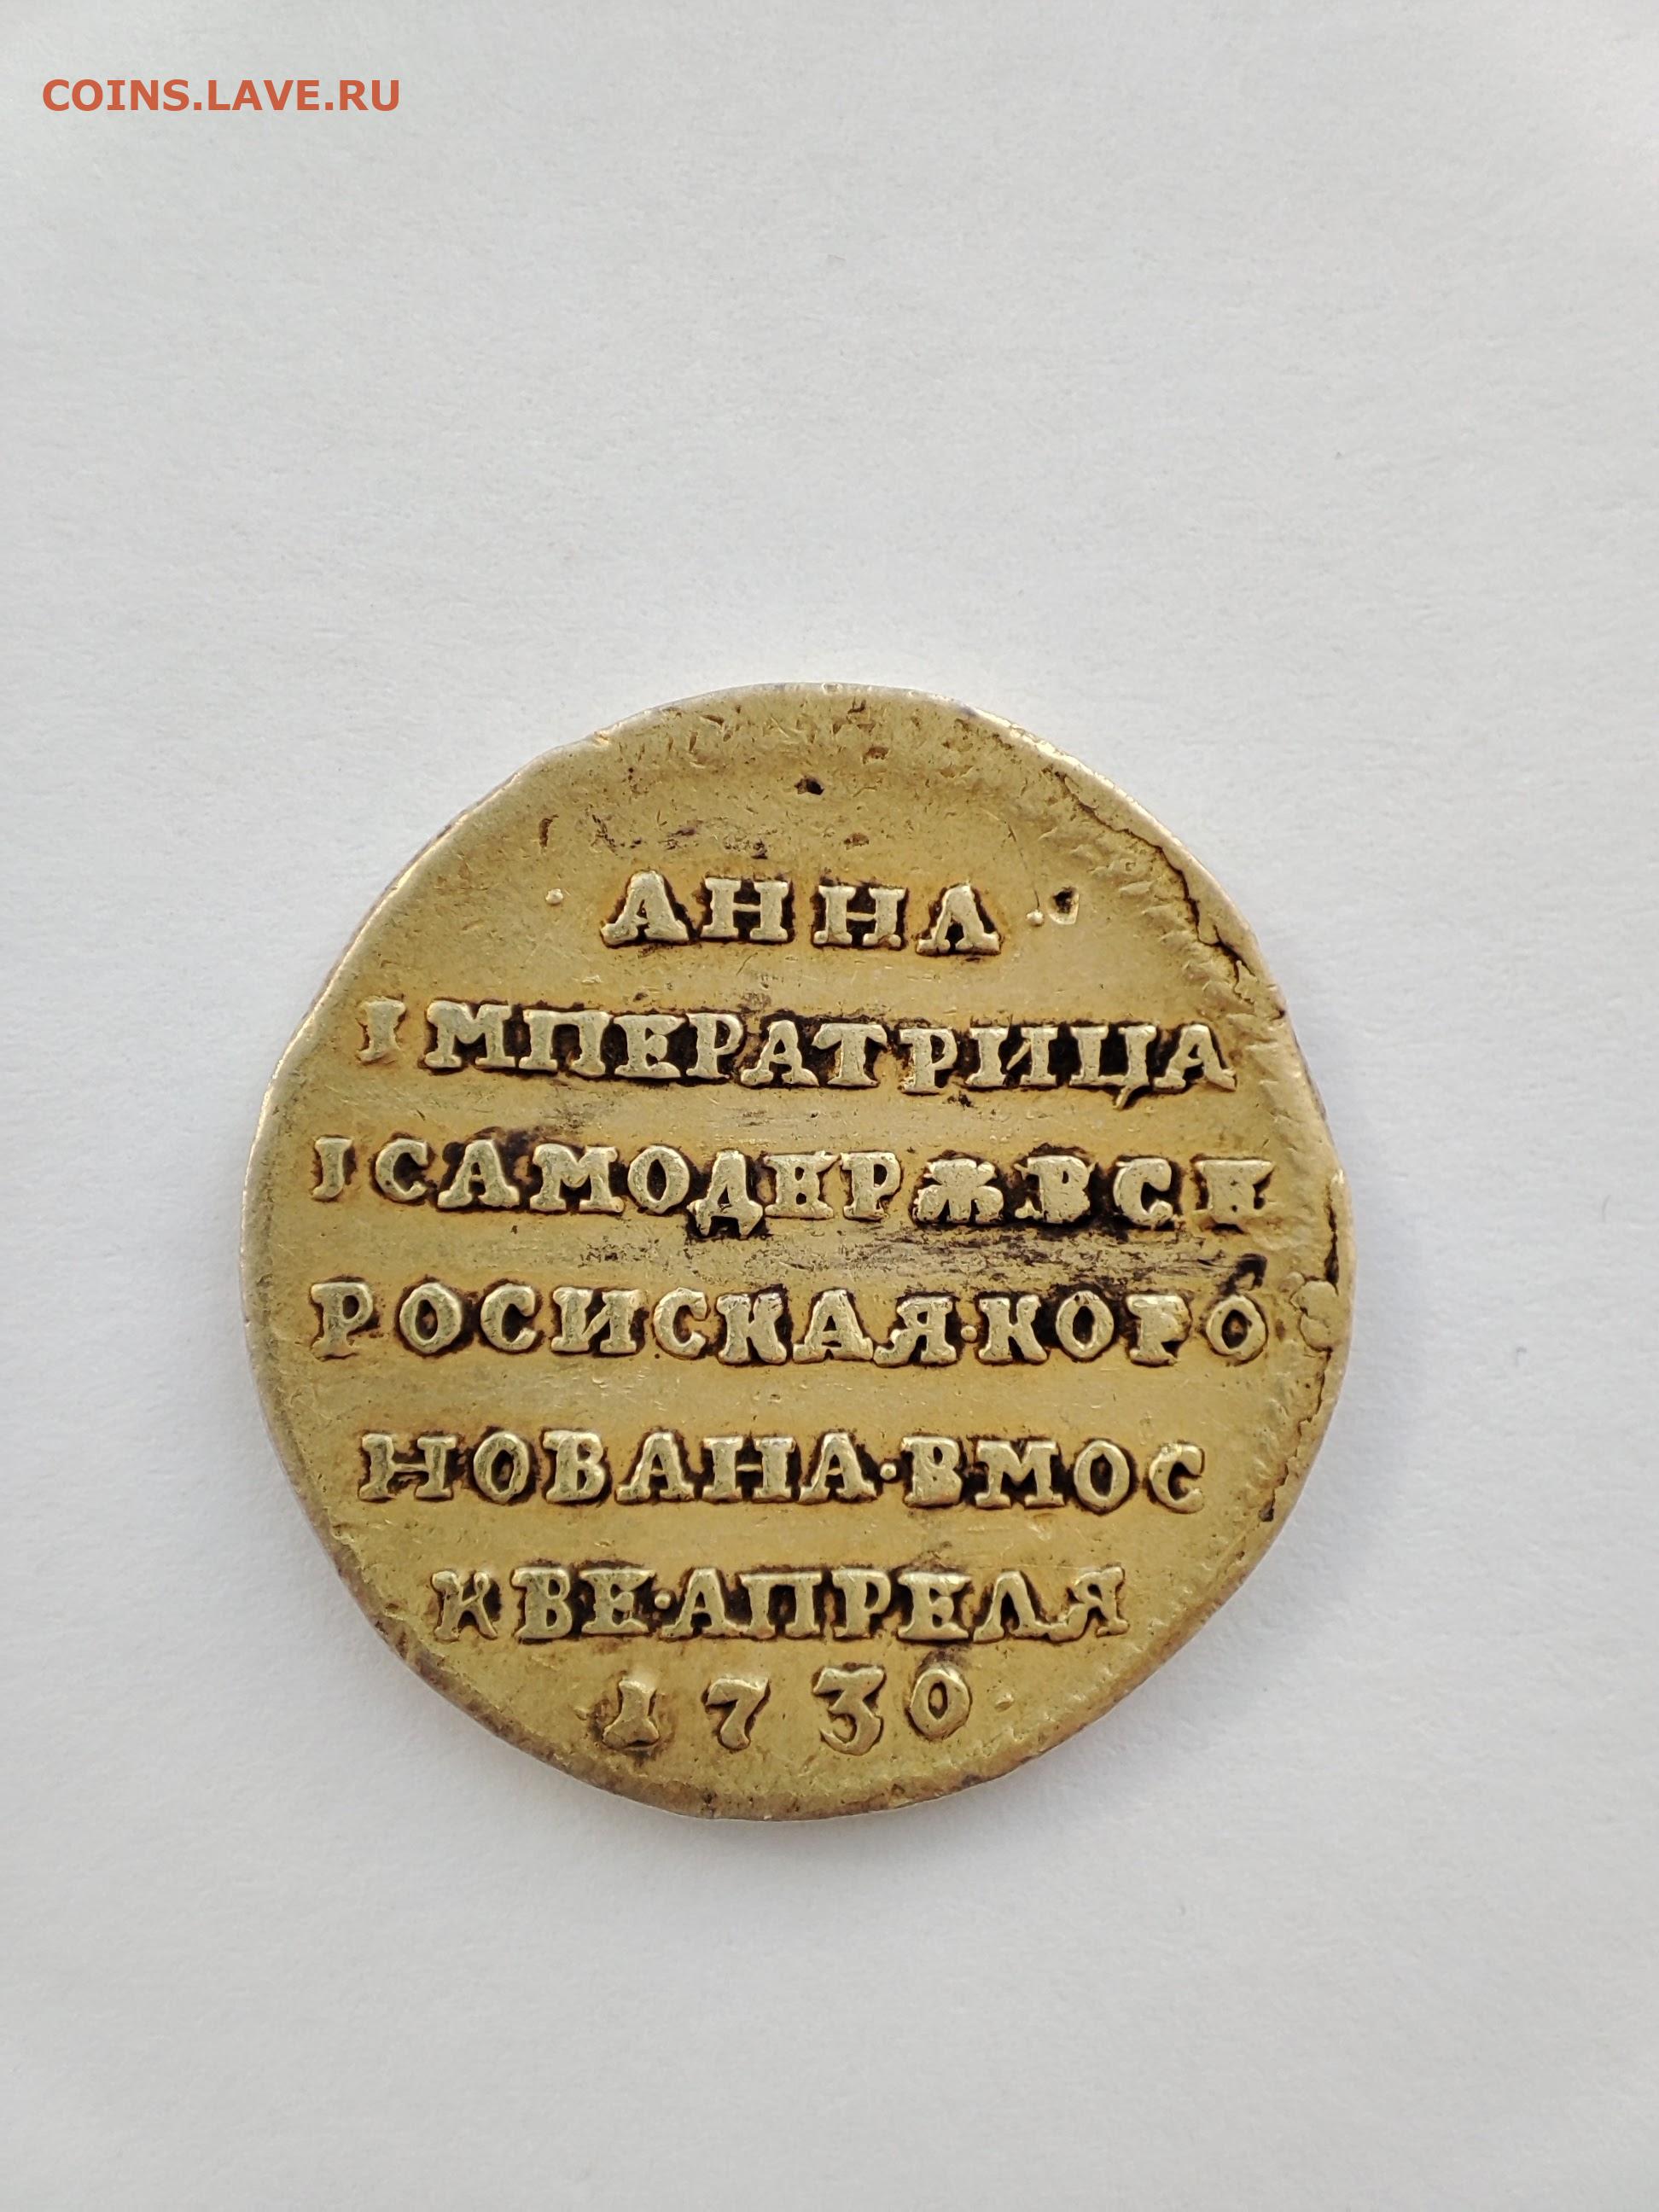 COINS.LAVE.RU
· АННА ·
IМПЕРАТРИЦА
IСАМОДЕРЖВСЕ
РОСИСКАЯ·КОРО
НОВАНА·ВМОС
КВЕ·АПРЕЛЯ
1730